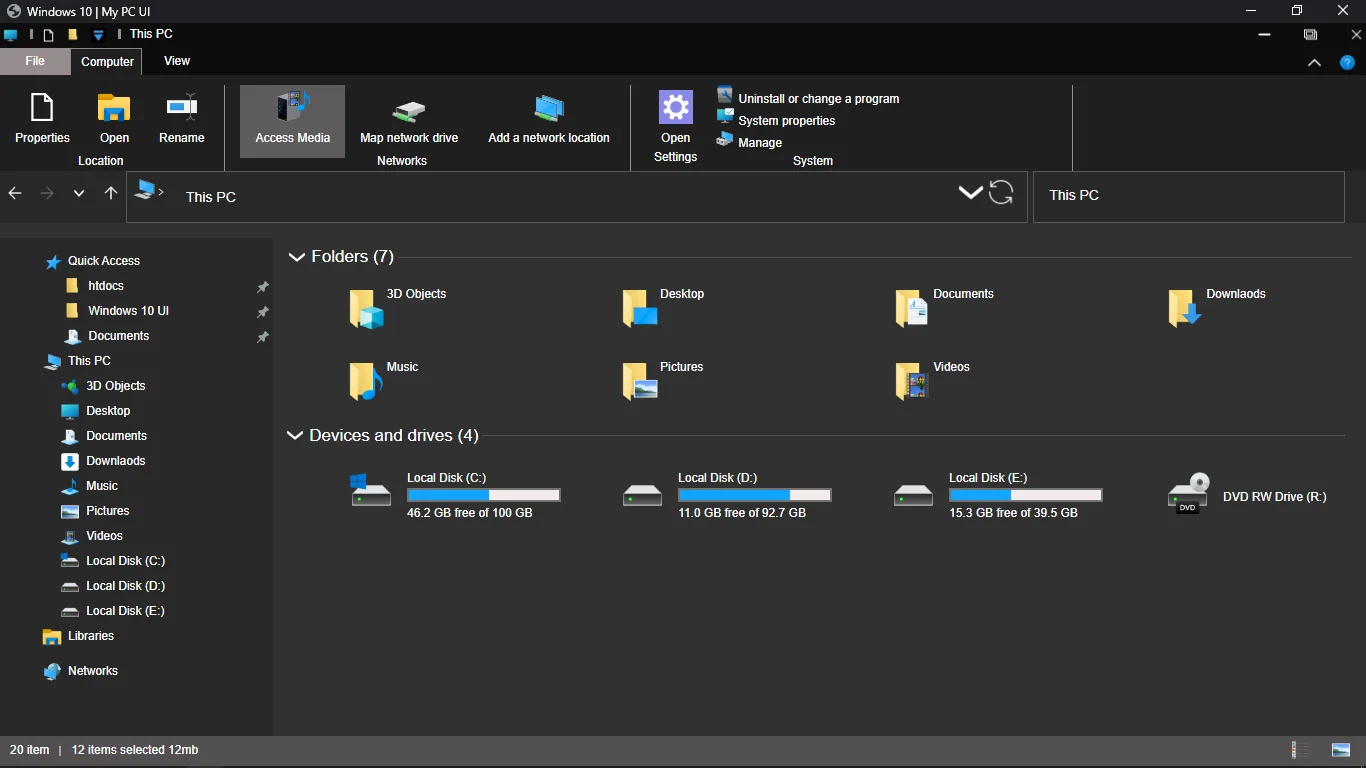 Windows 10 | My PC UI
This PC
File Computer View
Properties Open Rename
Location
Access Media Map network drive Add a network location
Networks
Open Settings
Uninstall or change a program
System properties
Manage
System
This PC
This PC
Quick Access
htdocs
Windows 10 UI
Documents
This PC
3D Objects
Desktop
Documents
Downlaods
Music
Pictures
Videos
Local Disk (C:)
Local Disk (D:)
Local Disk (E:)
Libraries
Networks
Folders (7)
3D Objects Desktop Documents Downlaods
Music Pictures Videos
Devices and drives (4)
Local Disk (C:)
46.2 GB free of 100 GB
Local Disk (D:)
11.0 GB free of 92.7 GB
Local Disk (E:)
15.3 GB free of 39.5 GB
DVD
DVD RW Drive (R:)
20 item | 12 items selected 12mb